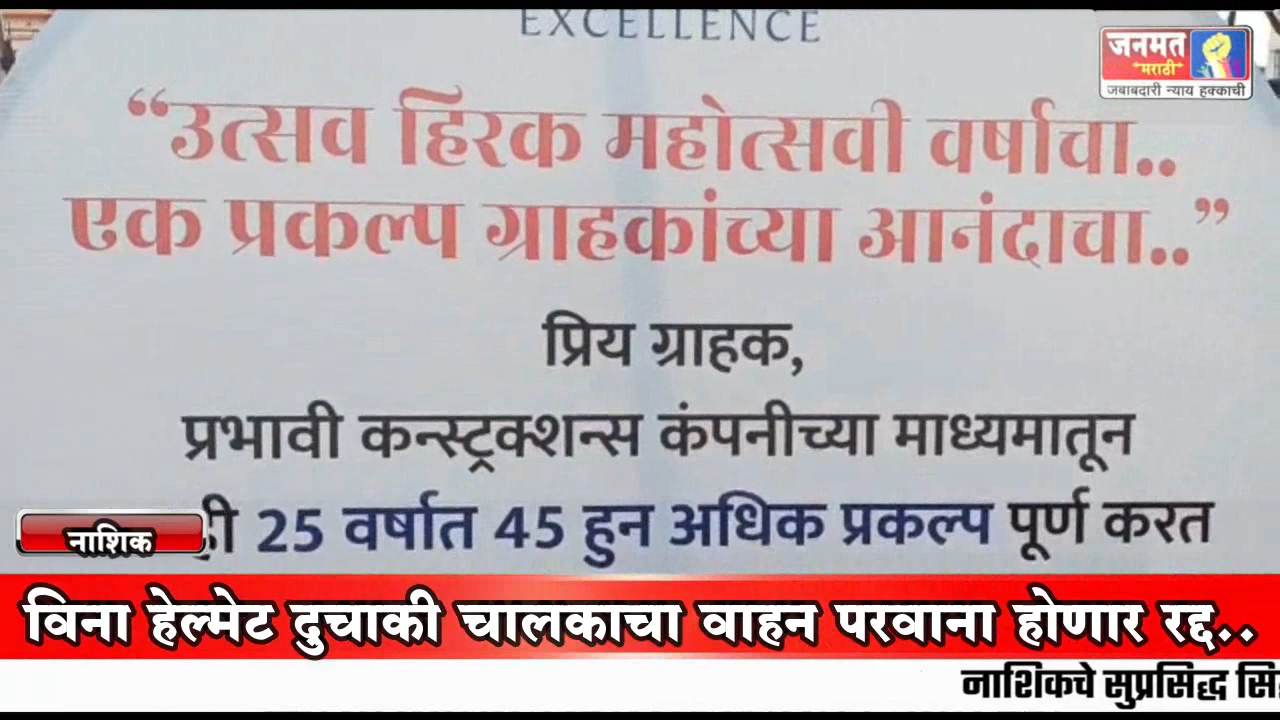 EXCELLENCE
जनमत
मराठी
जबाबदारी न्याय हक्काची
“उत्सव हिरक महोत्सवी वर्षाचा..
एक प्रकल्प ग्राहकांच्या आनंदाचा..”
प्रिय ग्राहक,
प्रभावी कन्स्ट्रक्शन्स कंपनीच्या माध्यमातून
25 वर्षात 45 हुन अधिक प्रकल्प पूर्ण करत
नाशिक
विना हेल्मेट दुचाकी चालकाचा वाहन परवाना होणार रद्द..
नाशिकचे सुप्रसिद्ध